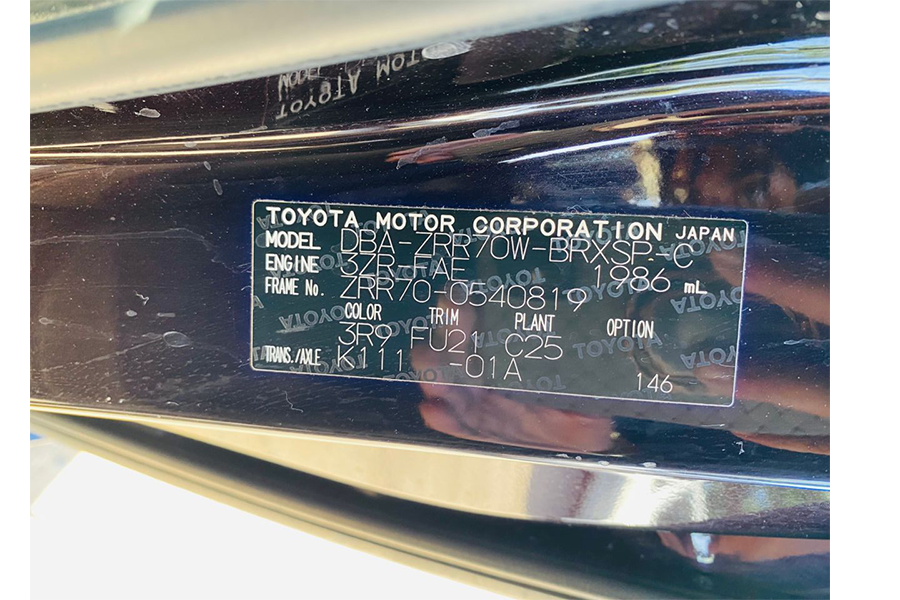 TOYOTA MOTOR CORPORATION JAPAN
MODEL DBA-ZRR70W-BRXSP-C
ENGINE 3ZR-FAE 1986 mL
FRAME No. ZRR70-0540819
COLOR TRIM PLANT OPTION
3R9 FU21 C25
TRANS./AXLE K111 -01A 146